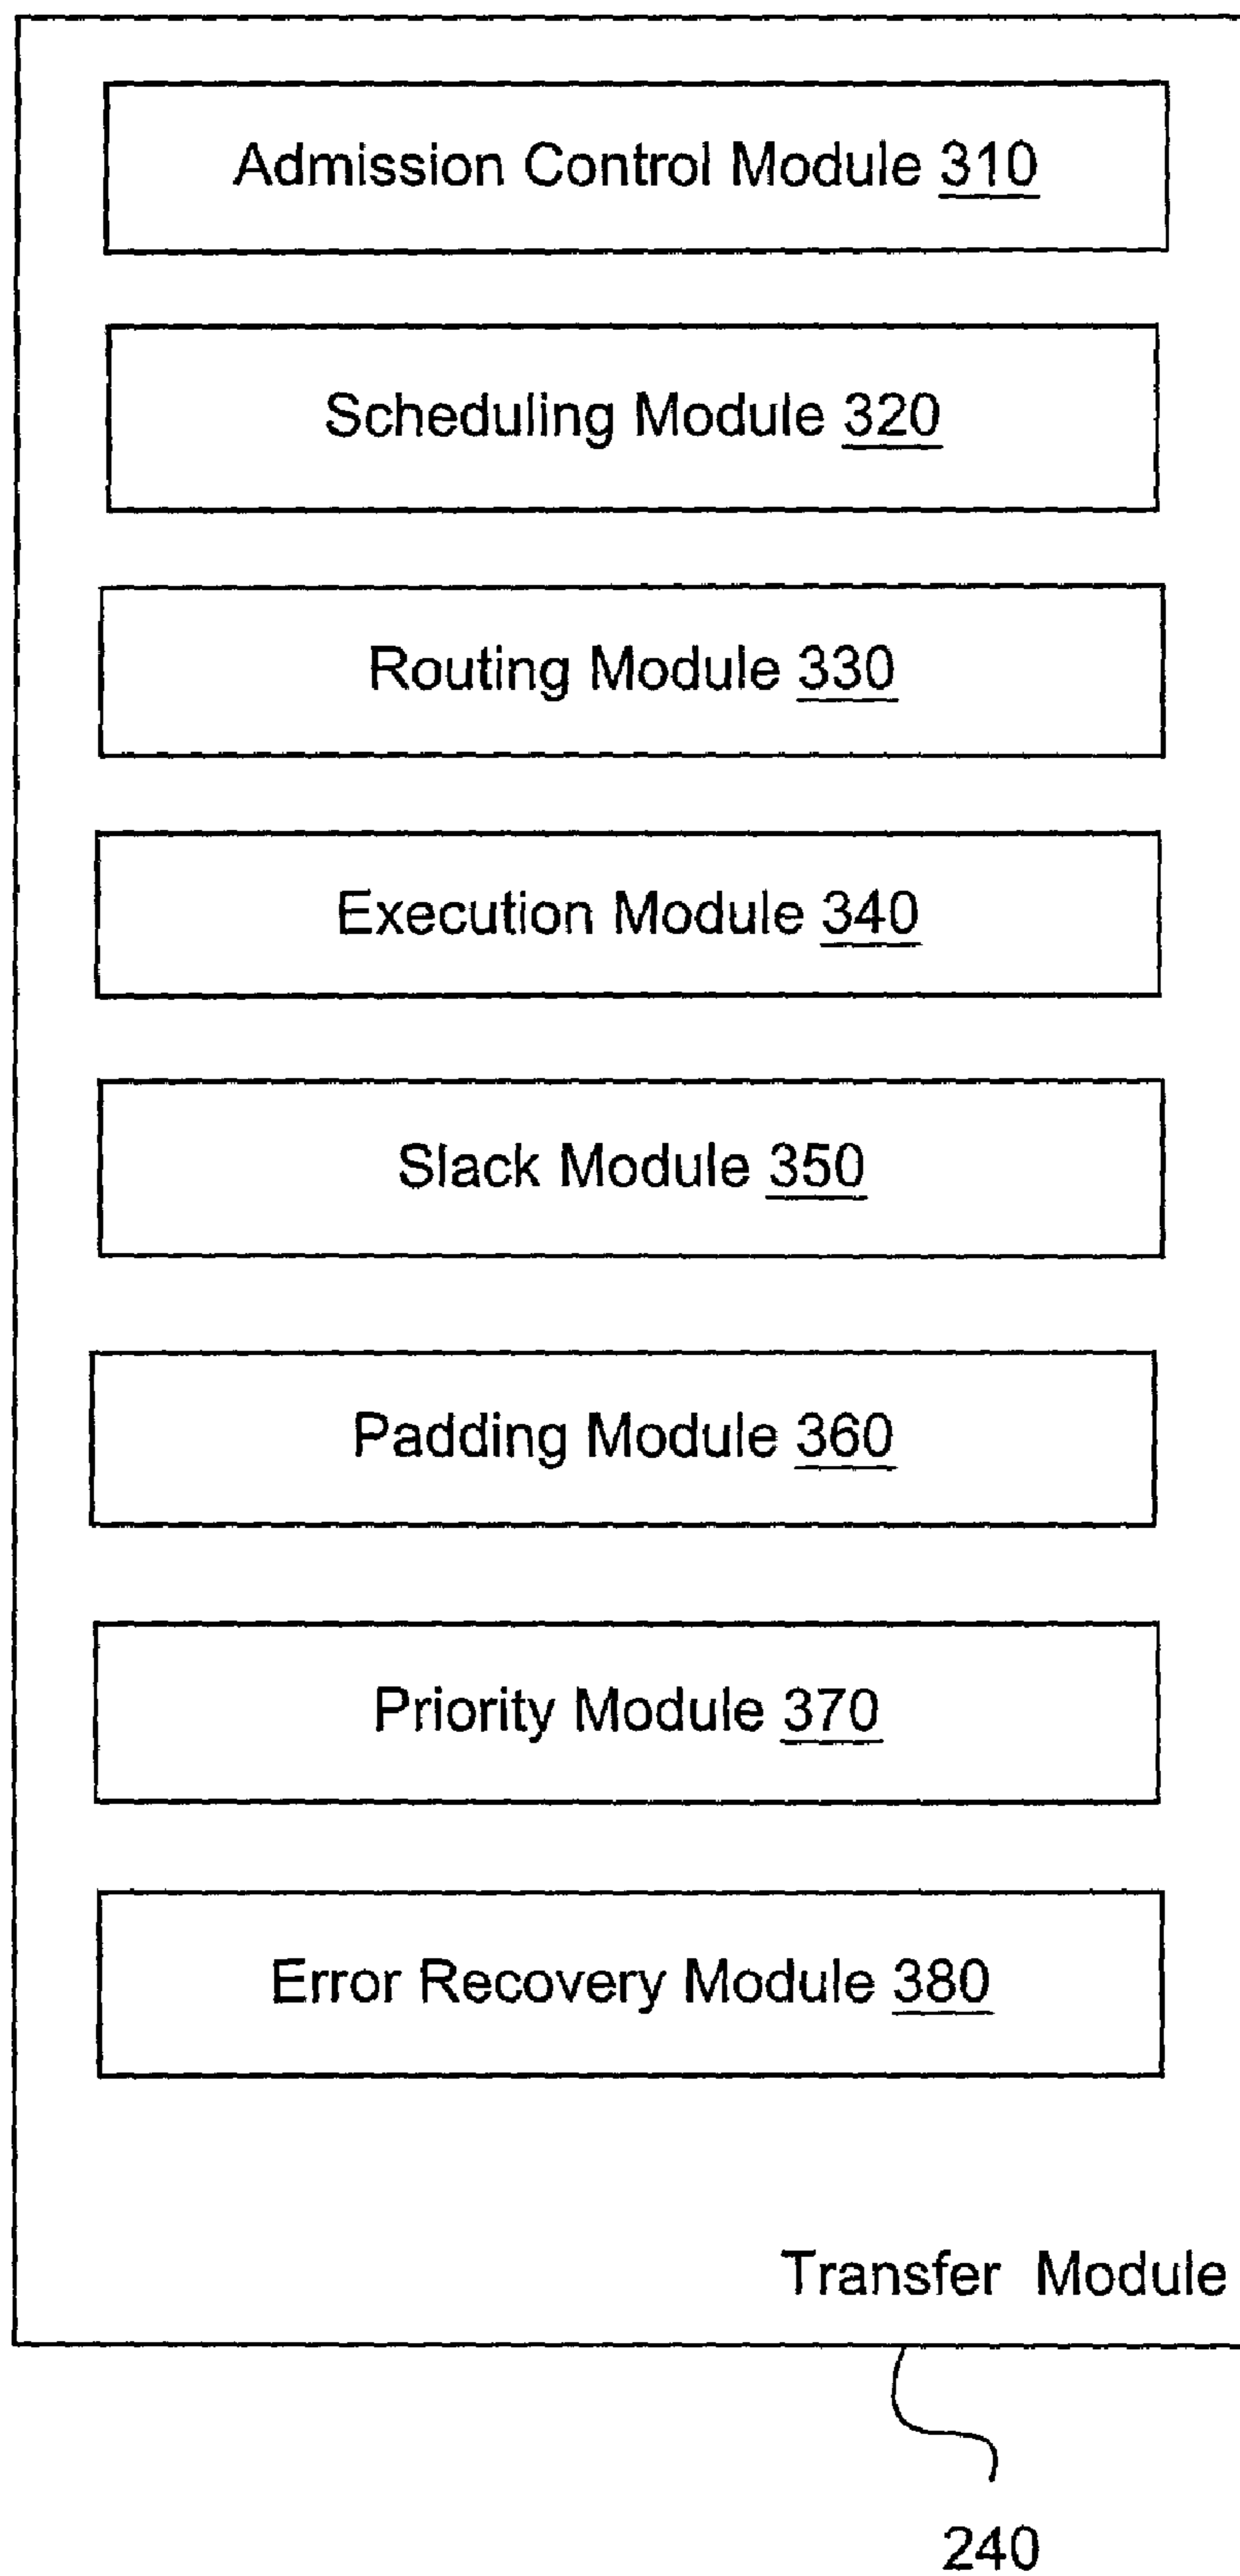 Admission Control Module 310
Scheduling Module 320
Routing Module 330
Execution Module 340
Slack Module 350
Padding Module 360
Priority Module 370
Error Recovery Module 380
Transfer Module
240